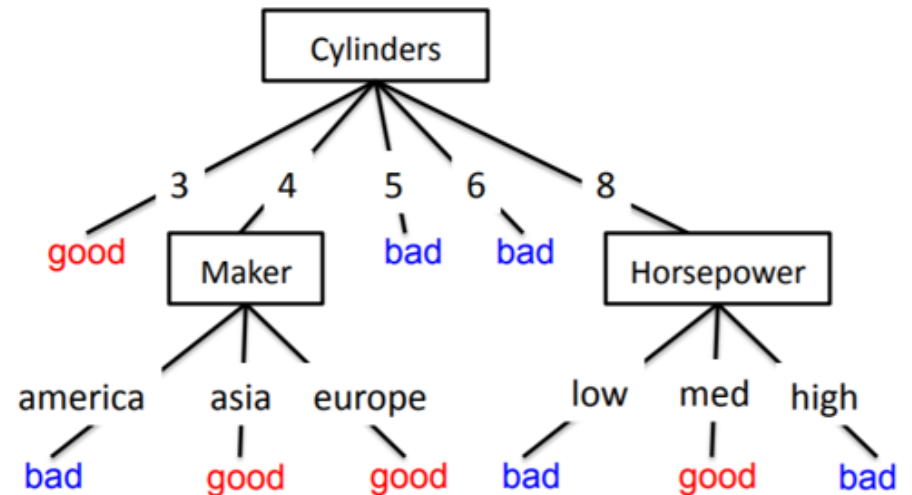 Cylinders
3 4 5 6 8
good Maker bad bad Horsepower
america asia europe low med high
bad good good bad good bad